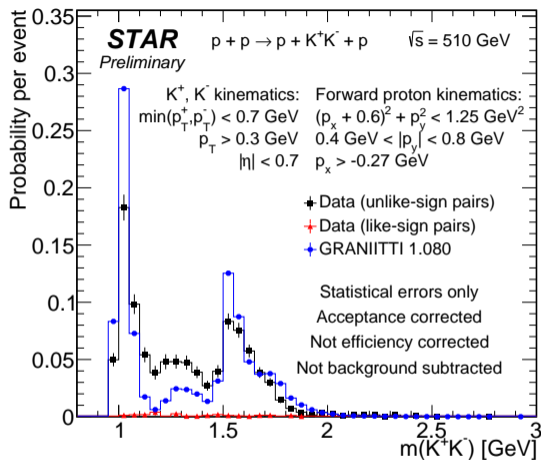 STAR
Preliminary
p + p → p + K⁺K⁻ + p
√s = 510 GeV
K⁺, K⁻ kinematics:
min(p_T⁺,p_T⁻) < 0.7 GeV
p_T > 0.3 GeV
|η| < 0.7
Forward proton kinematics:
(p_x + 0.6)² + p_y² < 1.25 GeV²
0.4 GeV < |p_y| < 0.8 GeV
p_x > -0.27 GeV
Data (unlike-sign pairs)
Data (like-sign pairs)
GRANIITTI 1.080
Statistical errors only
Acceptance corrected
Not efficiency corrected
Not background subtracted
Probability per event
0.35
0.3
0.25
0.2
0.15
0.1
0.05
0
1
1.5
2
2.5
3
m(K⁺K⁻) [GeV]